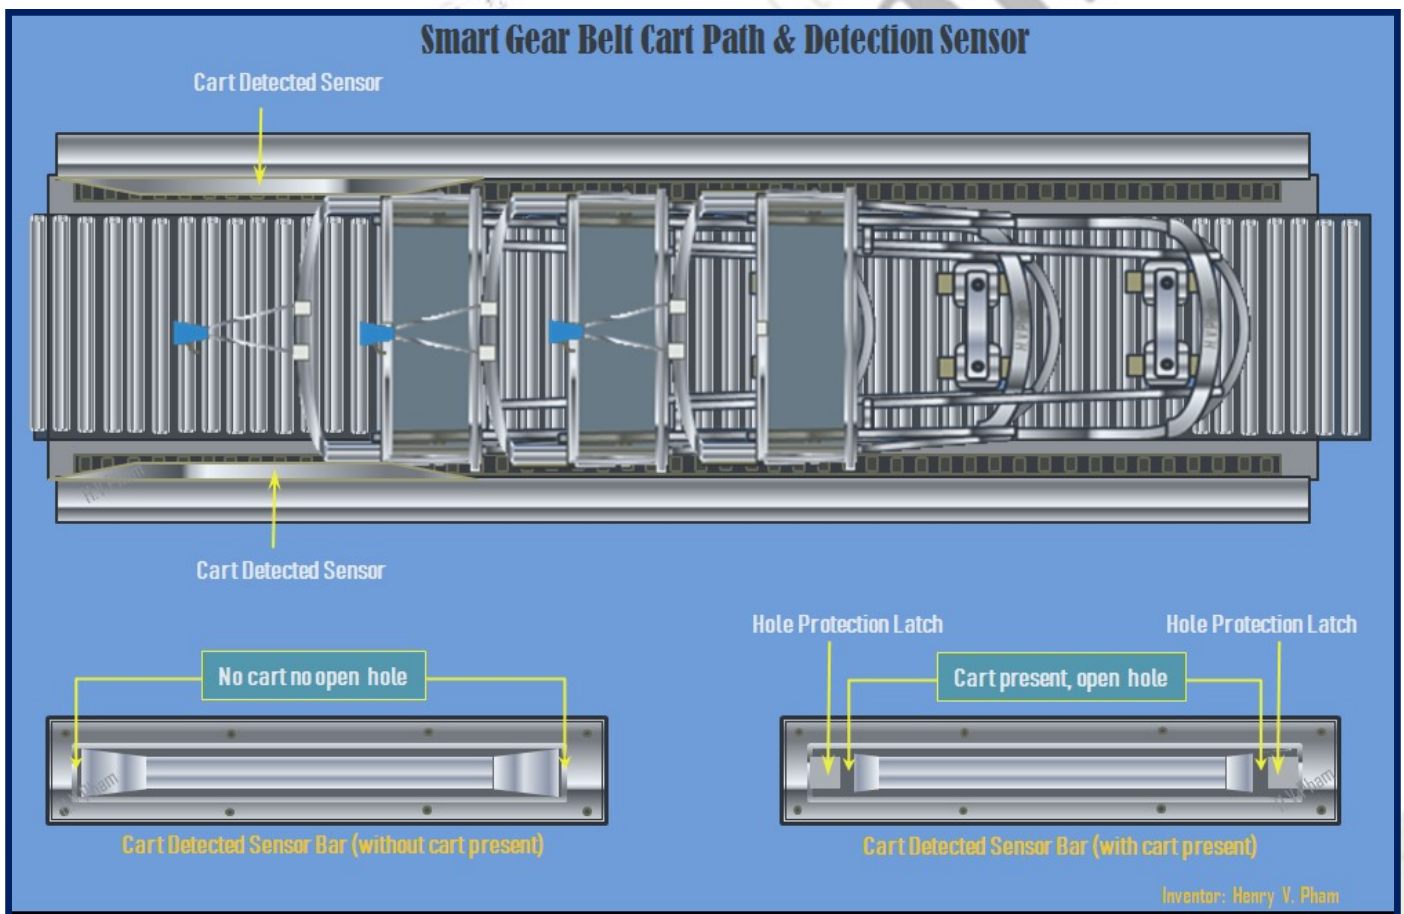 Smart Gear Belt Cart Path & Detection Sensor
Cart Detected Sensor
H.V.Pham
Cart Detected Sensor
Hole Protection Latch
Hole Protection Latch
No cart no open hole
Cart present, open hole
Cart Detected Sensor Bar (without cart present)
Cart Detected Sensor Bar (with cart present)
Inventor: Henry V. Pham